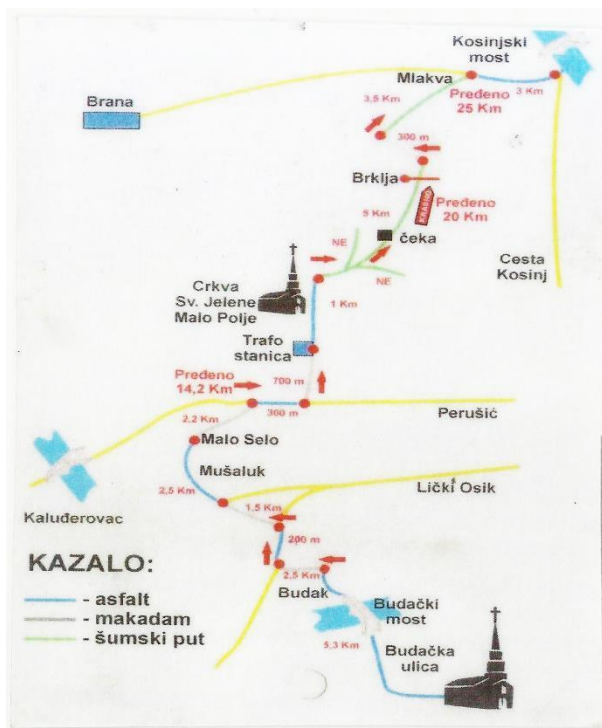 Kosinjski
most
Mlakva
Brana
3,5 Km
Pređeno
25 Km
3 Km
300 m
Brklja
KRASNO
Pređeno
20 Km
5 Km
čeka
NE
NE
Cesta
Kosinj
Crkva
Sv. Jelene
Malo Polje
1 Km
Trafo
stanica
Pređeno
14,2 Km
700 m
300 m
Perušić
2,2 Km
Malo Selo
Mušaluk
2,5 Km
Lički Osik
Kaluđerovac
1,5 Km
200 m
KAZALO:
2,5 Km
Budak
- asfalt
- makadam
- šumski put
Budački
most
5,3 Km
Budačka
ulica